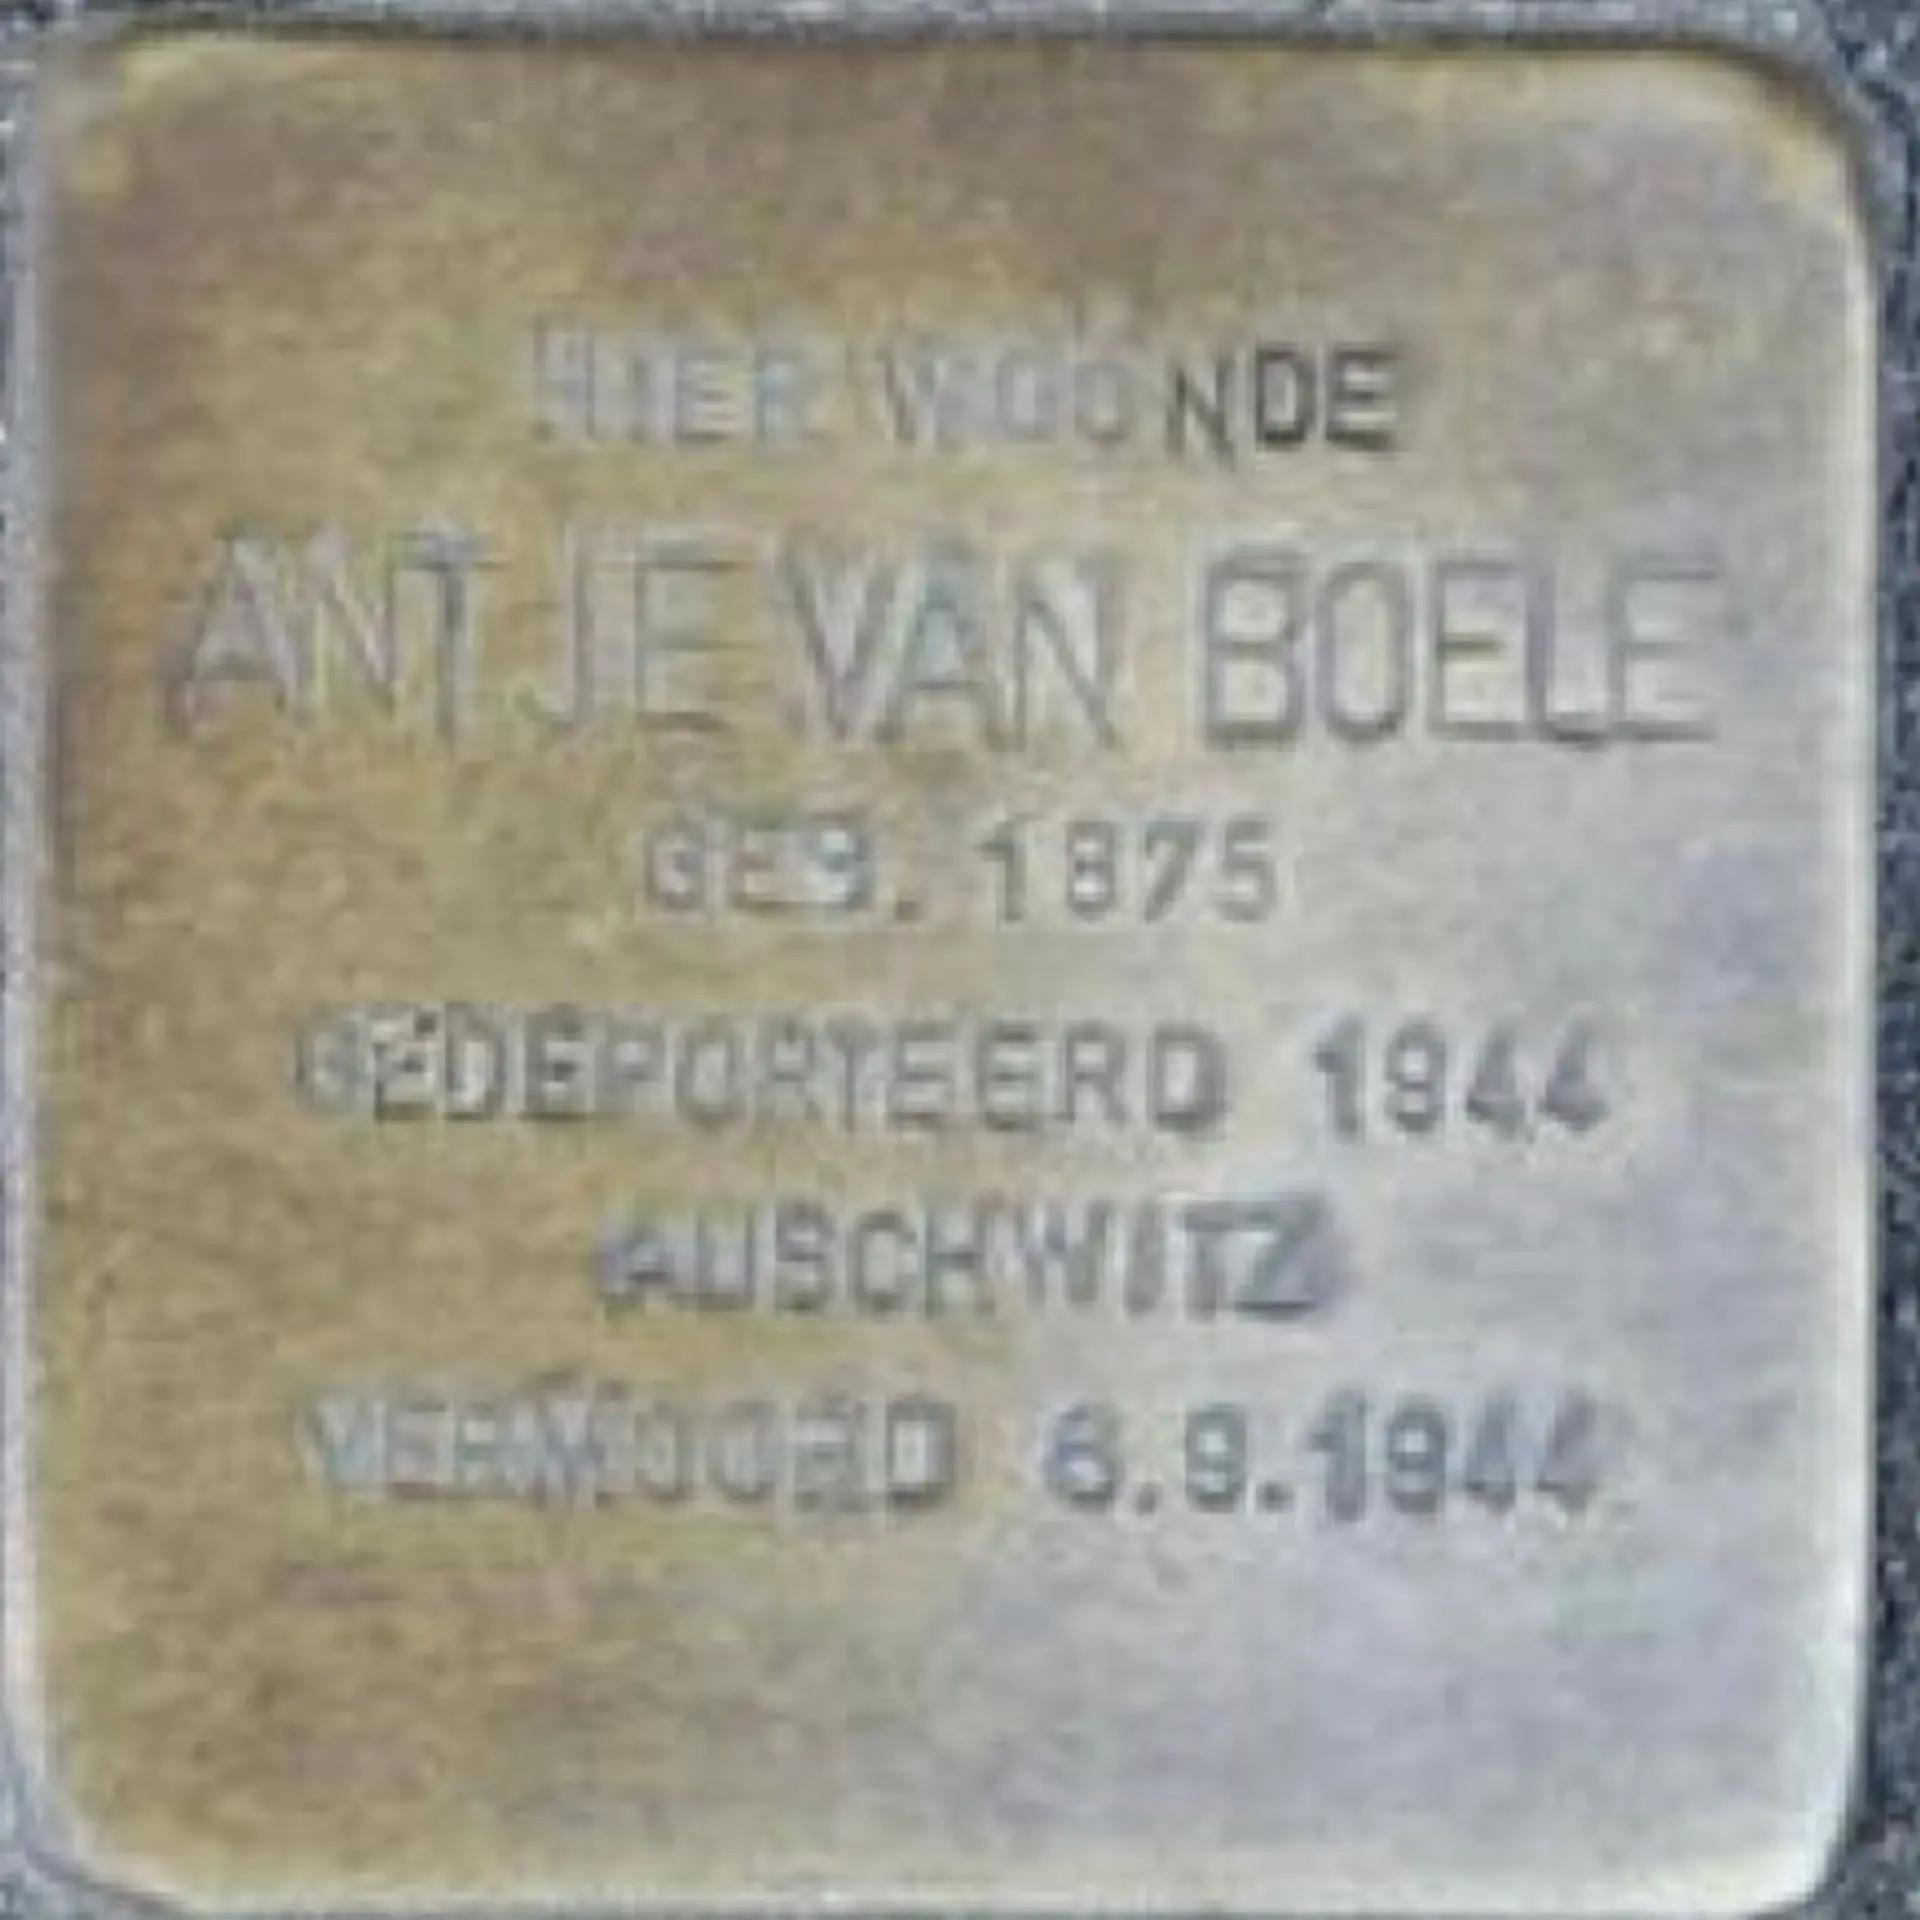 HIER WOONDE
ANTJE VAN BOELE
GEB. 1875
GEDEPORTEERD 1944
AUSCHWITZ
VERMOORD 6.9.1944